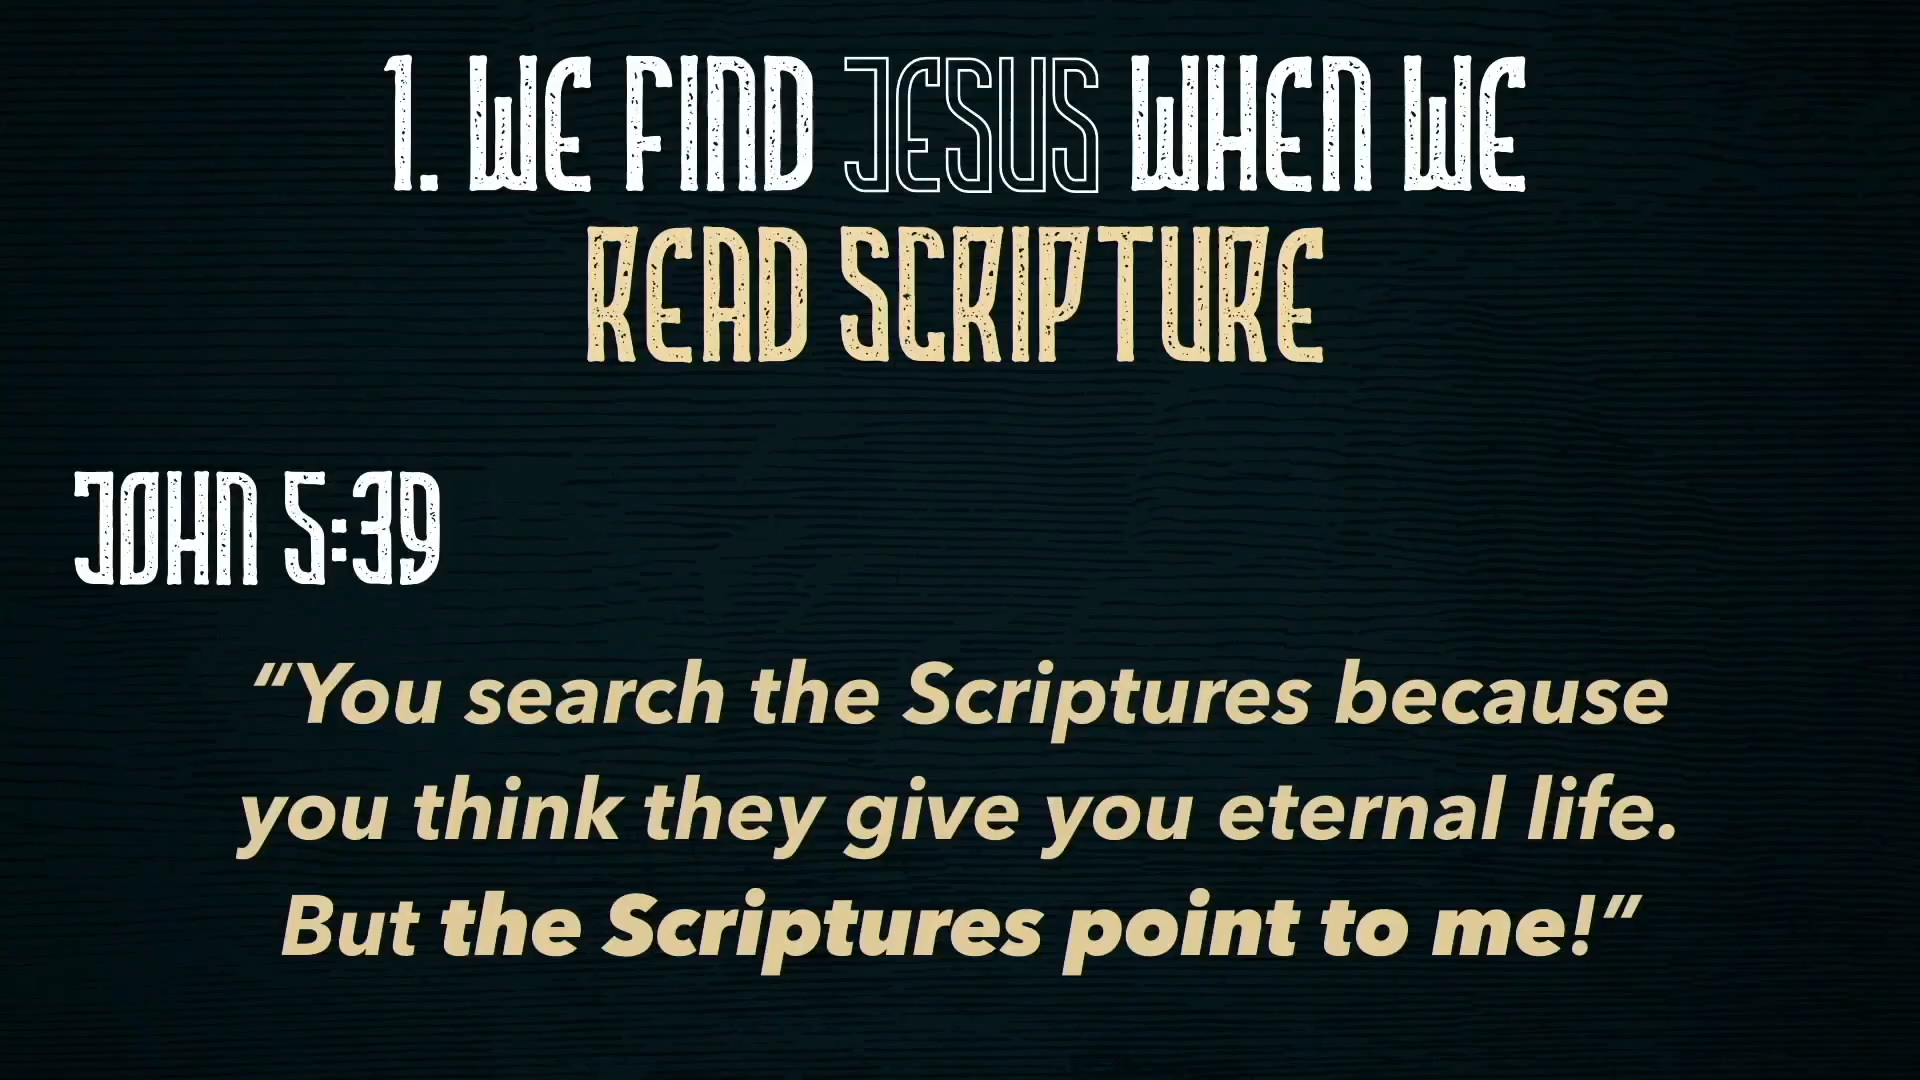 1. WE FIND JESUS WHEN WE
READ SCRIPTURE
JOHN 5:39
“You search the Scriptures because
you think they give you eternal life.
But the Scriptures point to me!”